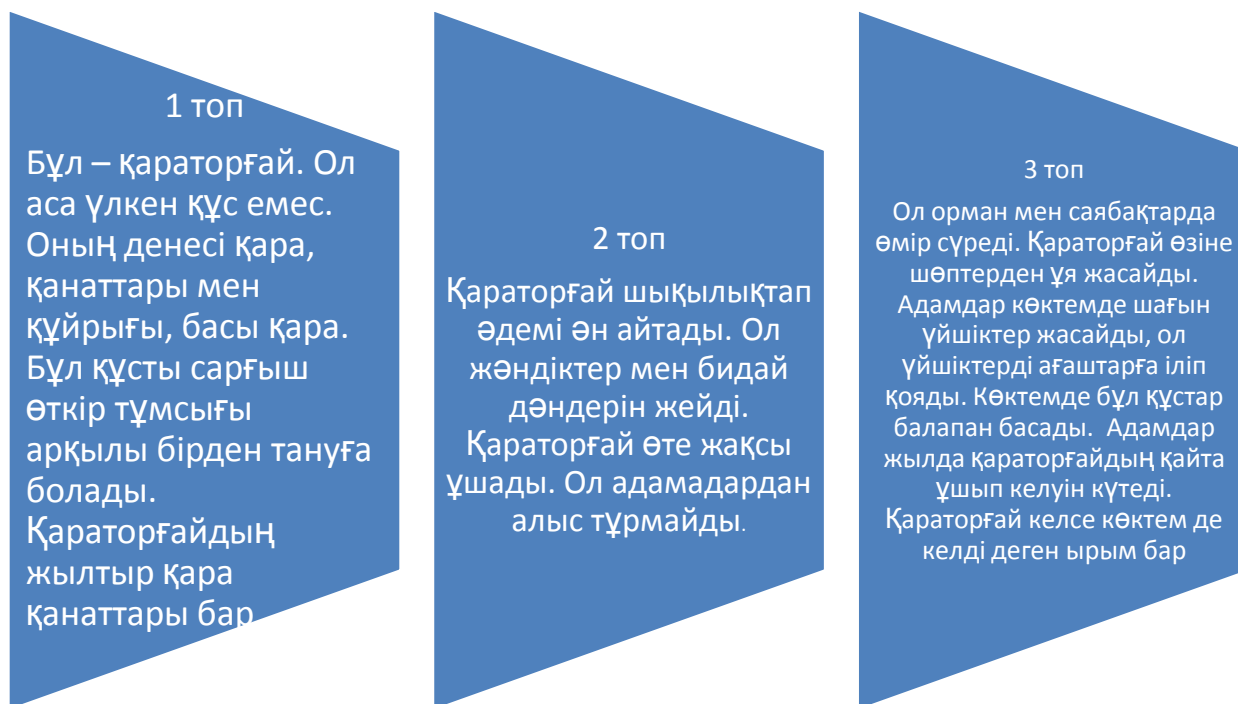 1 топ
Бұл – қараторғай. Ол
аса үлкен құс емес.
Оның денесі қара,
қанаттары мен
құйрығы, басы қара.
Бұл құсты сарғыш
өткір тұмсығы
арқылы бірден тануға
болады.
Қараторғайдың
жылтыр қара
қанаттары бар
2 топ
Қараторғай шықылықтап
әдемі ән айтады. Ол
жәндіктер мен бидай
дәндерін жейді.
Қараторғай өте жақсы
ұшады. Ол адамадардан
алыс тұрмайды.
3 топ
Ол орман мен саябақтарда
өмір сүреді. Қараторғай өзіне
шөптерден ұя жасайды.
Адамдар көктемде шағын
үйшіктер жасайды, ол
үйшіктерді ағаштарға іліп
қояды. Көктемде бұл құстар
балапан басады. Адамдар
жылда қараторғайдың қайта
ұшып келуін күтеді.
Қараторғай келсе көктем де
келді деген ырым бар